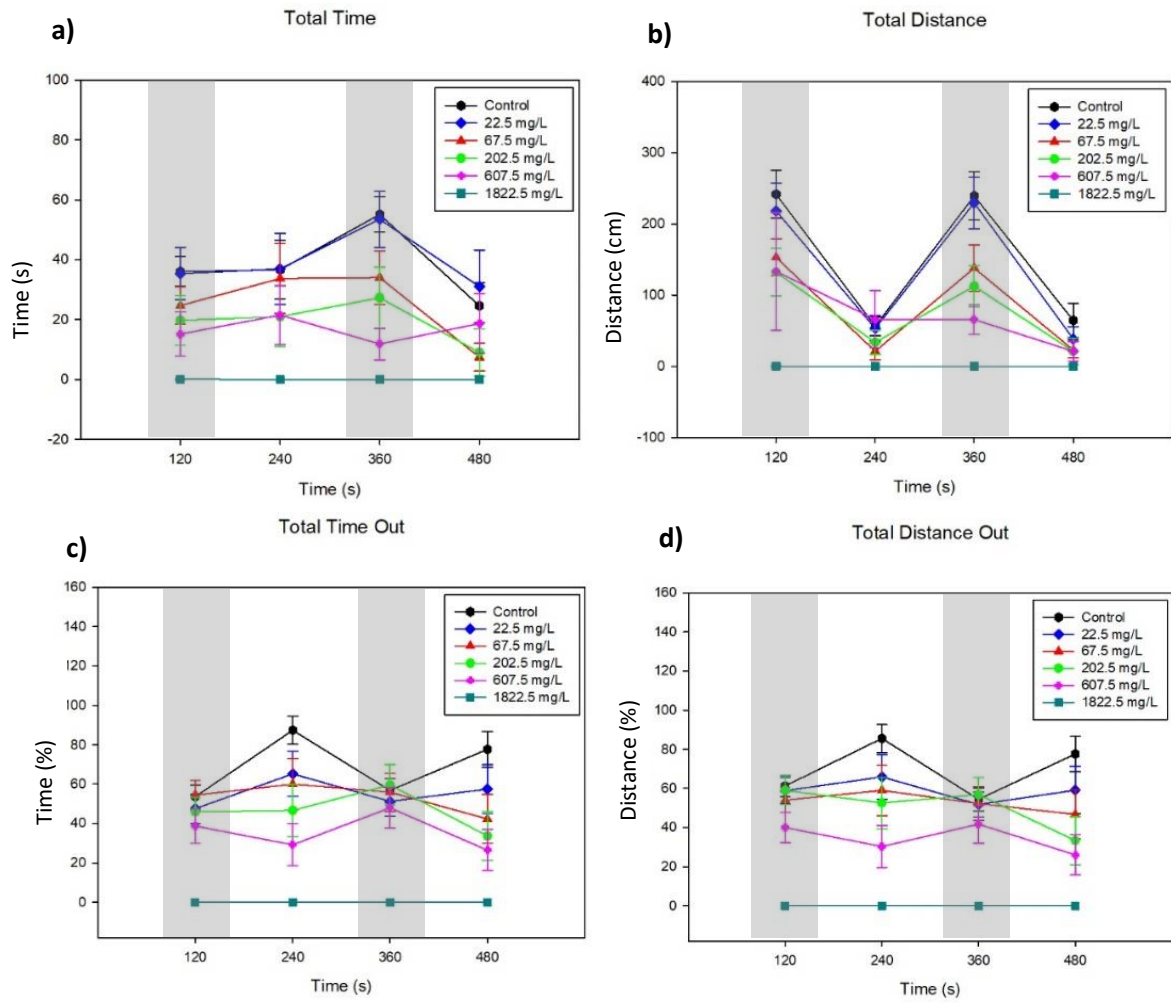 a)
Total Time
100
80
60
40
20
0
-20
Time (s)
Control
22.5 mg/L
67.5 mg/L
202.5 mg/L
607.5 mg/L
1822.5 mg/L
120 240 360 480
Time (s)
b)
Total Distance
400
300
200
100
0
-100
Distance (cm)
Control
22.5 mg/L
67.5 mg/L
202.5 mg/L
607.5 mg/L
1822.5 mg/L
120 240 360 480
Time (s)
c)
Total Time Out
160
140
120
100
80
60
40
20
0
Time (%)
Control
22.5 mg/L
67.5 mg/L
202.5 mg/L
607.5 mg/L
1822.5 mg/L
120 240 360 480
Time (s)
d)
Total Distance Out
160
140
120
100
80
60
40
20
0
Distance (%)
Control
22.5 mg/L
67.5 mg/L
202.5 mg/L
607.5 mg/L
1822.5 mg/L
120 240 360 480
Time (s)